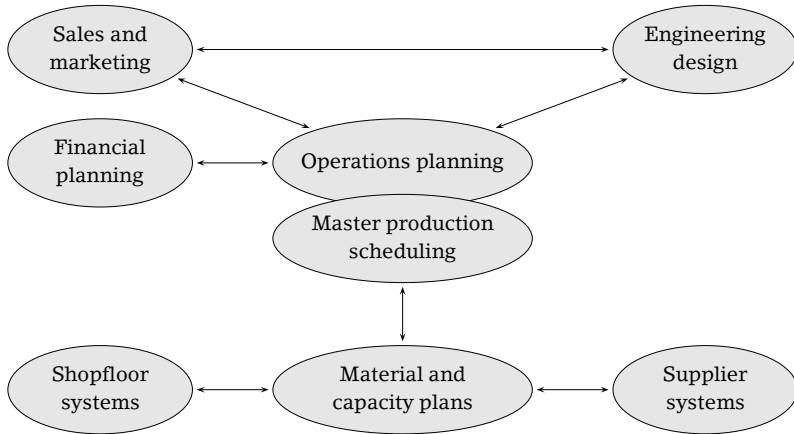 Sales and
marketing
Engineering
design
Financial
planning
Operations planning
Master production
scheduling
Shopfloor
systems
Material and
capacity plans
Supplier
systems